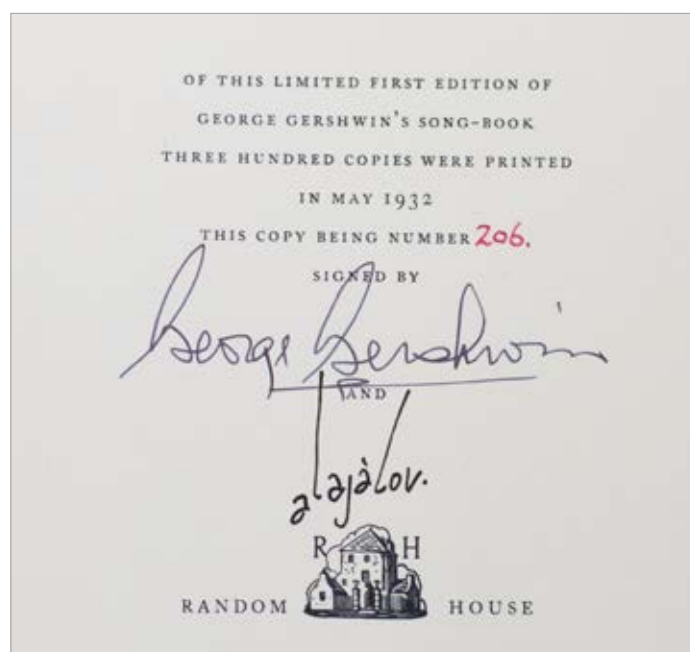 OF THIS LIMITED FIRST EDITION OF
GEORGE GERSHWIN'S SONG-BOOK
THREE HUNDRED COPIES WERE PRINTED
IN MAY 1932
THIS COPY BEING NUMBER 206.
SIGNED BY
George Gershwin
AND
alajàlov.
R H
RANDOM HOUSE